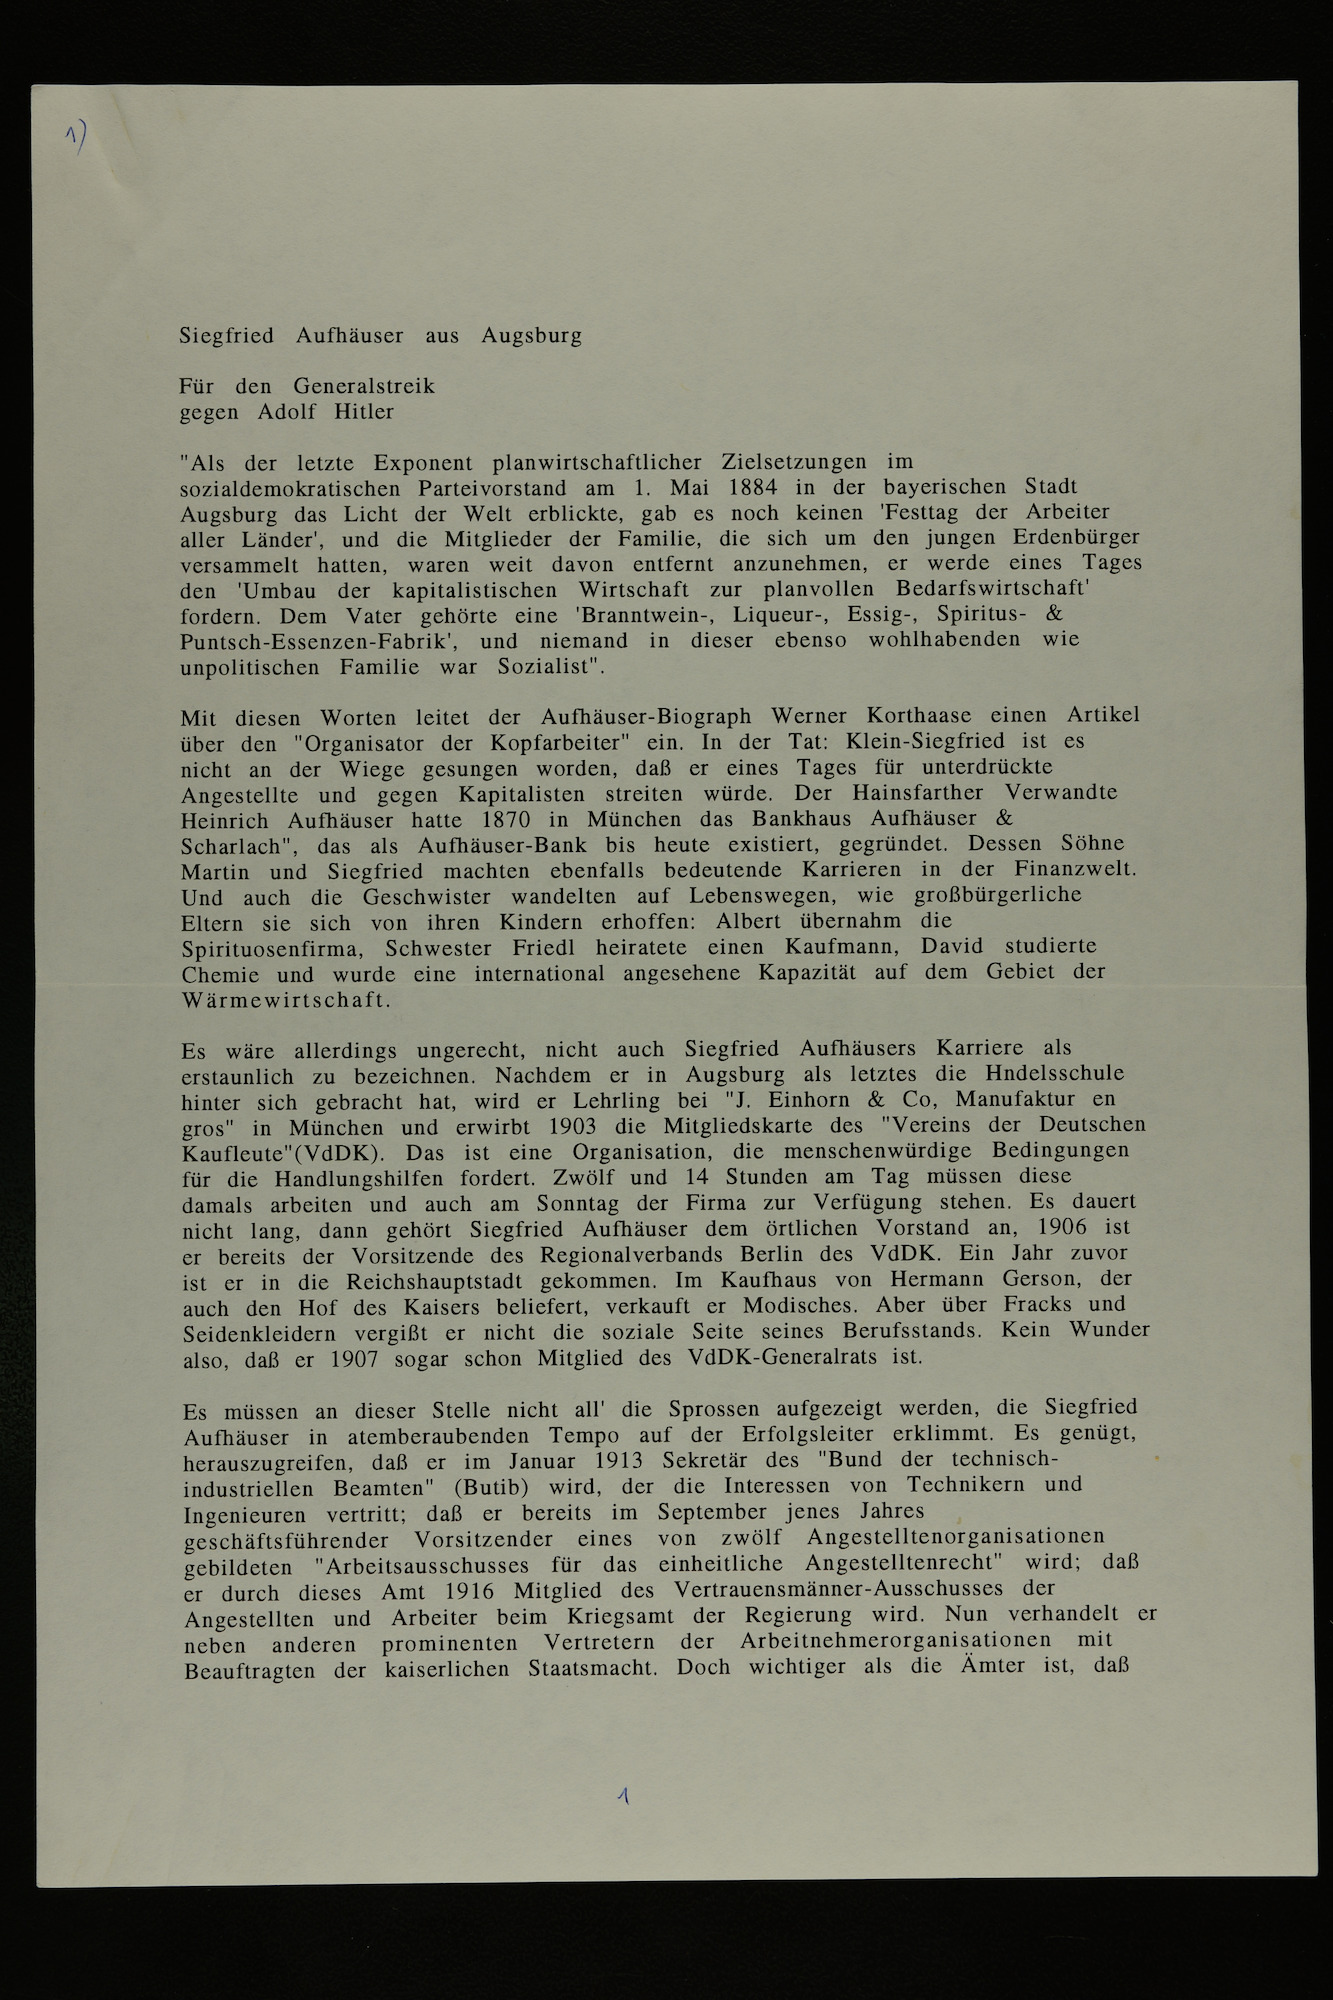 1)
Siegfried Aufhäuser aus Augsburg
Für den Generalstreik
gegen Adolf Hitler
"Als der letzte Exponent planwirtschaftlicher Zielsetzungen im
sozialdemokratischen Parteivorstand am 1. Mai 1884 in der bayerischen Stadt
Augsburg das Licht der Welt erblickte, gab es noch keinen 'Festtag der Arbeiter
aller Länder', und die Mitglieder der Familie, die sich um den jungen Erdenbürger
versammelt hatten, waren weit davon entfernt anzunehmen, er werde eines Tages
den 'Umbau der kapitalistischen Wirtschaft zur planvollen Bedarfswirtschaft'
fordern. Dem Vater gehörte eine 'Branntwein-, Liqueur-, Essig-, Spiritus- &
Puntsch-Essenzen-Fabrik', und niemand in dieser ebenso wohlhabenden wie
unpolitischen Familie war Sozialist".
Mit diesen Worten leitet der Aufhäuser-Biograph Werner Korthaase einen Artikel
über den "Organisator der Kopfarbeiter" ein. In der Tat: Klein-Siegfried ist es
nicht an der Wiege gesungen worden, daß er eines Tages für unterdrückte
Angestellte und gegen Kapitalisten streiten würde. Der Hainsfarther Verwandte
Heinrich Aufhäuser hatte 1870 in München das Bankhaus Aufhäuser &
Scharlach", das als Aufhäuser-Bank bis heute existiert, gegründet. Dessen Söhne
Martin und Siegfried machten ebenfalls bedeutende Karrieren in der Finanzwelt.
Und auch die Geschwister wandelten auf Lebenswegen, wie großbürgerliche
Eltern sie sich von ihren Kindern erhoffen: Albert übernahm die
Spirituosenfirma, Schwester Friedl heiratete einen Kaufmann, David studierte
Chemie und wurde eine international angesehene Kapazität auf dem Gebiet der
Wärmewirtschaft.
Es wäre allerdings ungerecht, nicht auch Siegfried Aufhäusers Karriere als
erstaunlich zu bezeichnen. Nachdem er in Augsburg als letztes die Hndelsschule
hinter sich gebracht hat, wird er Lehrling bei "J. Einhorn & Co, Manufaktur en
gros" in München und erwirbt 1903 die Mitgliedskarte des "Vereins der Deutschen
Kaufleute"(VdDK). Das ist eine Organisation, die menschenwürdige Bedingungen
für die Handlungshilfen fordert. Zwölf und 14 Stunden am Tag müssen diese
damals arbeiten und auch am Sonntag der Firma zur Verfügung stehen. Es dauert
nicht lang, dann gehört Siegfried Aufhäuser dem örtlichen Vorstand an, 1906 ist
er bereits der Vorsitzende des Regionalverbands Berlin des VdDK. Ein Jahr zuvor
ist er in die Reichshauptstadt gekommen. Im Kaufhaus von Hermann Gerson, der
auch den Hof des Kaisers beliefert, verkauft er Modisches. Aber über Fracks und
Seidenkleidern vergißt er nicht die soziale Seite seines Berufsstands. Kein Wunder
also, daß er 1907 sogar schon Mitglied des VdDK-Generalrats ist.
Es müssen an dieser Stelle nicht all' die Sprossen aufgezeigt werden, die Siegfried
Aufhäuser in atemberaubenden Tempo auf der Erfolgsleiter erklimmt. Es genügt,
herauszugreifen, daß er im Januar 1913 Sekretär des "Bund der technisch-
industriellen Beamten" (Butib) wird, der die Interessen von Technikern und
Ingenieuren vertritt; daß er bereits im September jenes Jahres
geschäftsführender Vorsitzender eines von zwölf Angestelltenorganisationen
gebildeten "Arbeitsausschusses für das einheitliche Angestelltenrecht" wird; daß
er durch dieses Amt 1916 Mitglied des Vertrauensmänner-Ausschusses der
Angestellten und Arbeiter beim Kriegsamt der Regierung wird. Nun verhandelt er
neben anderen prominenten Vertretern der Arbeitnehmerorganisationen mit
Beauftragten der kaiserlichen Staatsmacht. Doch wichtiger als die Ämter ist, daß
1